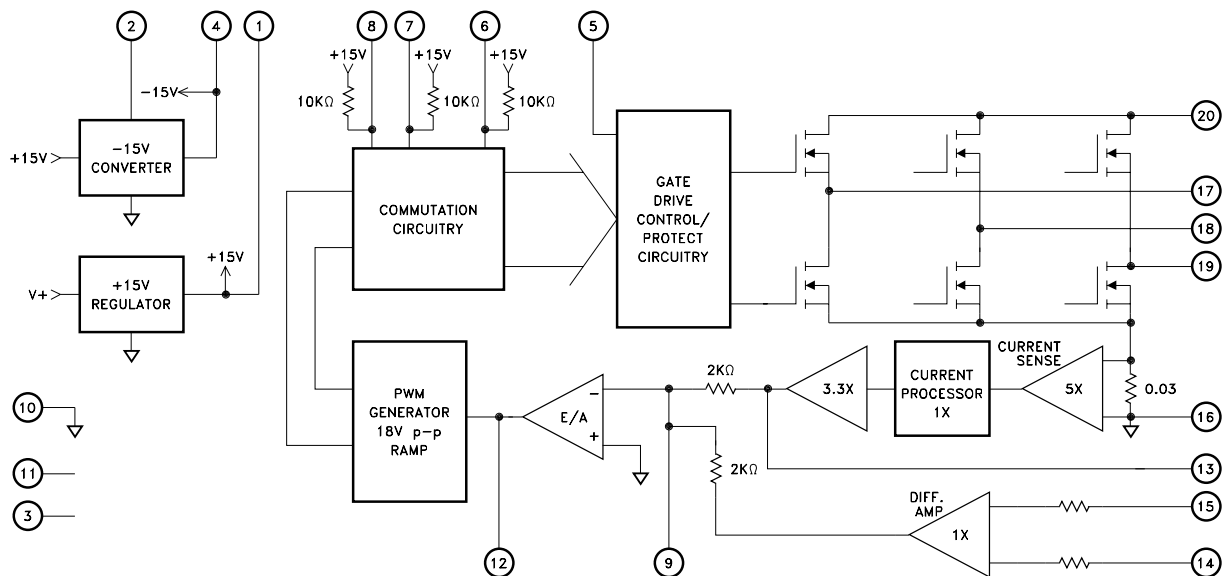 2
4
1
8
7
6
5
+15V
+15V
+15V
-15V
10KΩ
10KΩ
10KΩ
20
+15V
-15V
CONVERTER
COMMUTATION
CIRCUITRY
GATE
DRIVE
CONTROL/
PROTECT
CIRCUITRY
17
18
19
+15V
V+
+15V
REGULATOR
CURRENT
SENSE
2KΩ
3.3X
CURRENT
PROCESSOR
1X
5X
0.03
PWM
GENERATOR
18V p-p
RAMP
E/A
-
+
10
16
2KΩ
13
11
DIFF.
AMP
1X
15
3
12
9
14